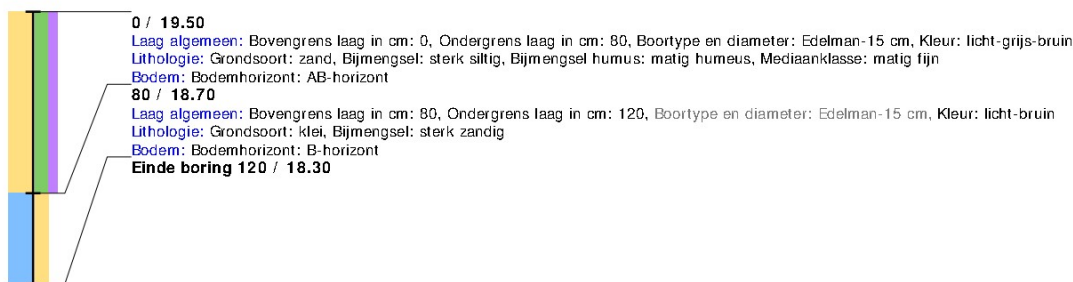 0 / 19.50
Laag algemeen: Bovengrens laag in cm: 0, Ondergrens laag in cm: 80, Boortype en diameter: Edelman-15 cm, Kleur: licht-grijs-bruin
Lithologie: Grondsoort: zand, Bijmengsel: sterk siltig, Bijmengsel humus: matig humeus, Mediaanklasse: matig fijn
Bodem: Bodemhorizont: AB-horizont
80 / 18.70
Laag algemeen: Bovengrens laag in cm: 80, Ondergrens laag in cm: 120, Boortype en diameter: Edelman-15 cm, Kleur: licht-bruin
Lithologie: Grondsoort: klei, Bijmengsel: sterk zandig
Bodem: Bodemhorizont: B-horizont
Einde boring 120 / 18.30